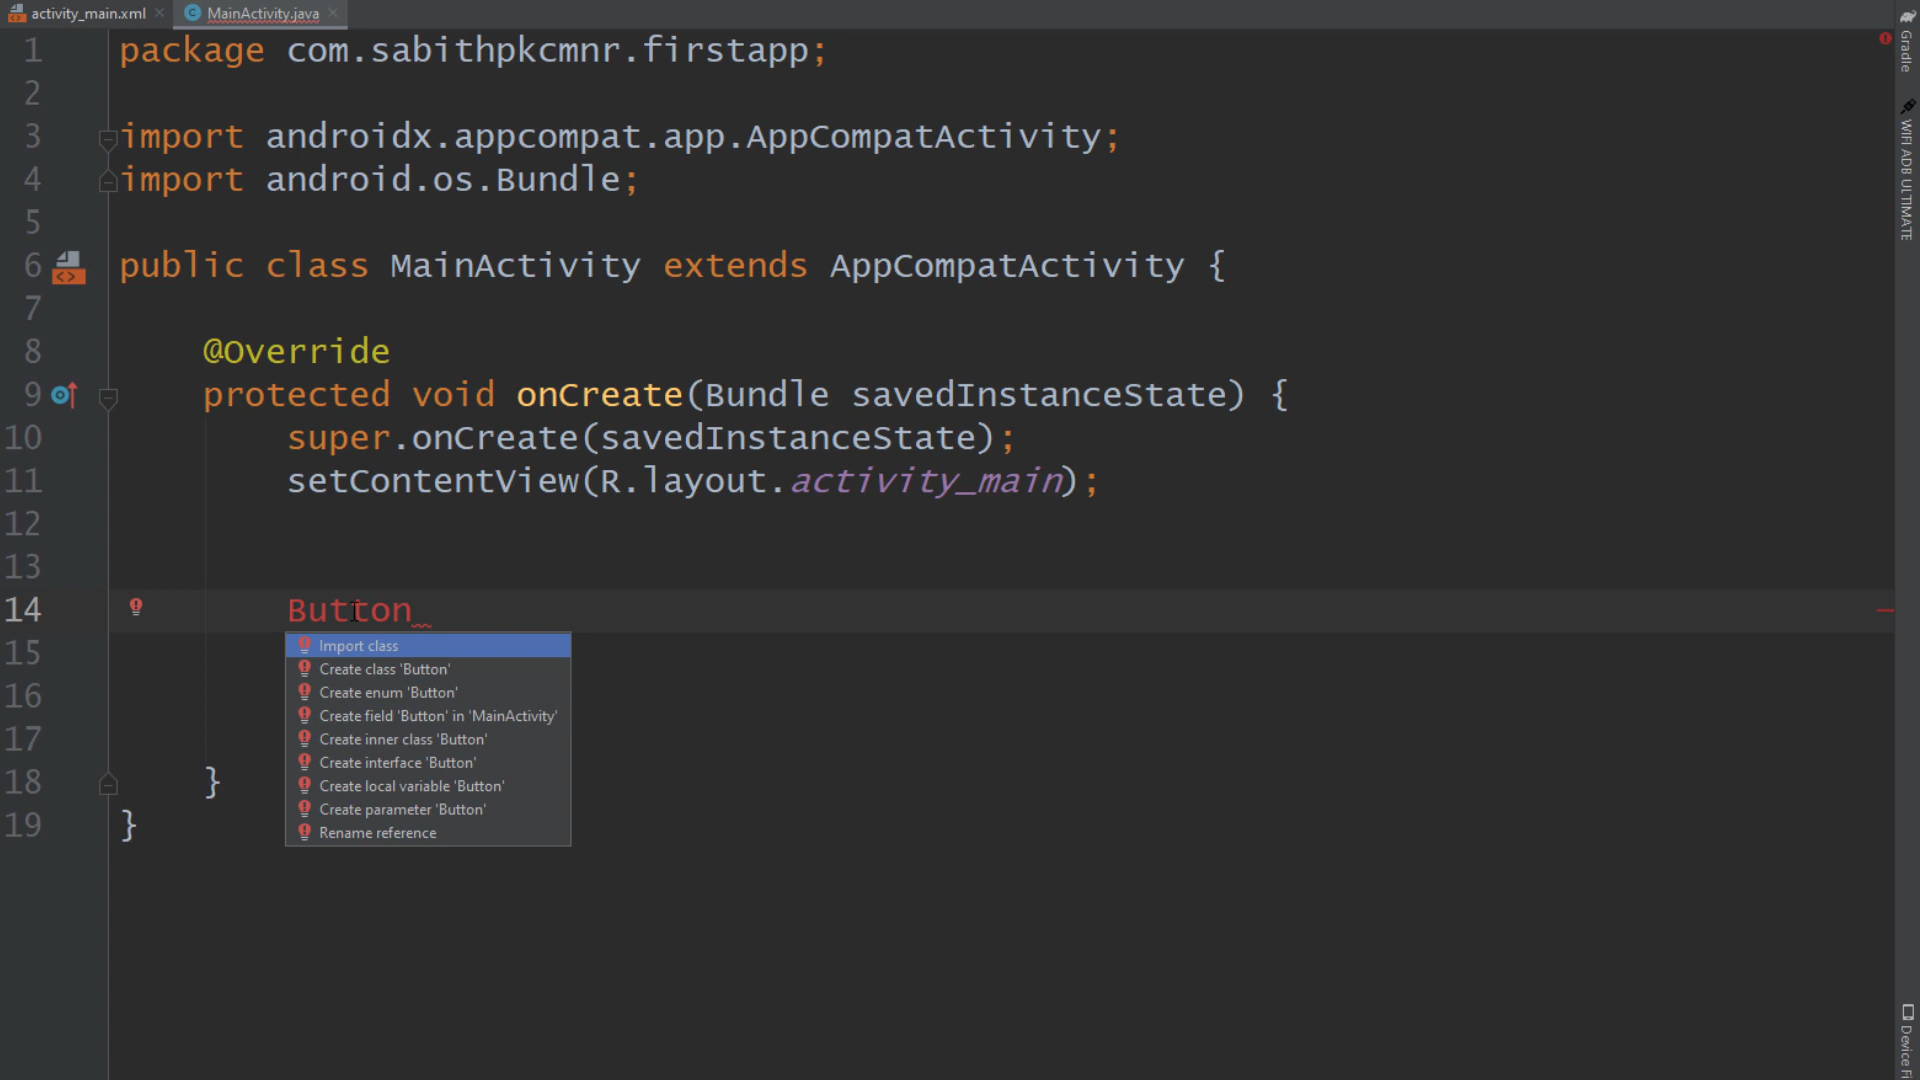 activity_main.xml
MainActivity.java
1 package com.sabithpkcmnr.firstapp;
2
3 import androidx.appcompat.app.AppCompatActivity;
4 import android.os.Bundle;
5
6 public class MainActivity extends AppCompatActivity {
7
8 @Override
9 protected void onCreate(Bundle savedInstanceState) {
10 super.onCreate(savedInstanceState);
11 setContentView(R.layout.activity_main);
12
13
14 Button
15
16
17
18 }
19 }
Import class
Create class 'Button'
Create enum 'Button'
Create field 'Button' in 'MainActivity'
Create inner class 'Button'
Create interface 'Button'
Create local variable 'Button'
Create parameter 'Button'
Rename reference
Gradle
WIFI ADB ULTIMATE
Device Fi